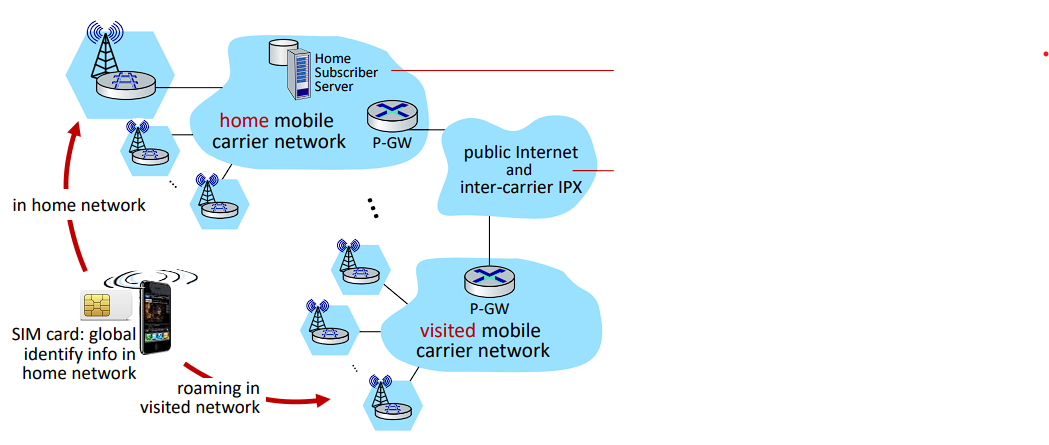 Home
Subscriber
Server
home mobile
carrier network
P-GW
public Internet
and
inter-carrier IPX
in home network
...
...
P-GW
visited mobile
carrier network
SIM card: global
identify info in
home network
...
roaming in
visited network